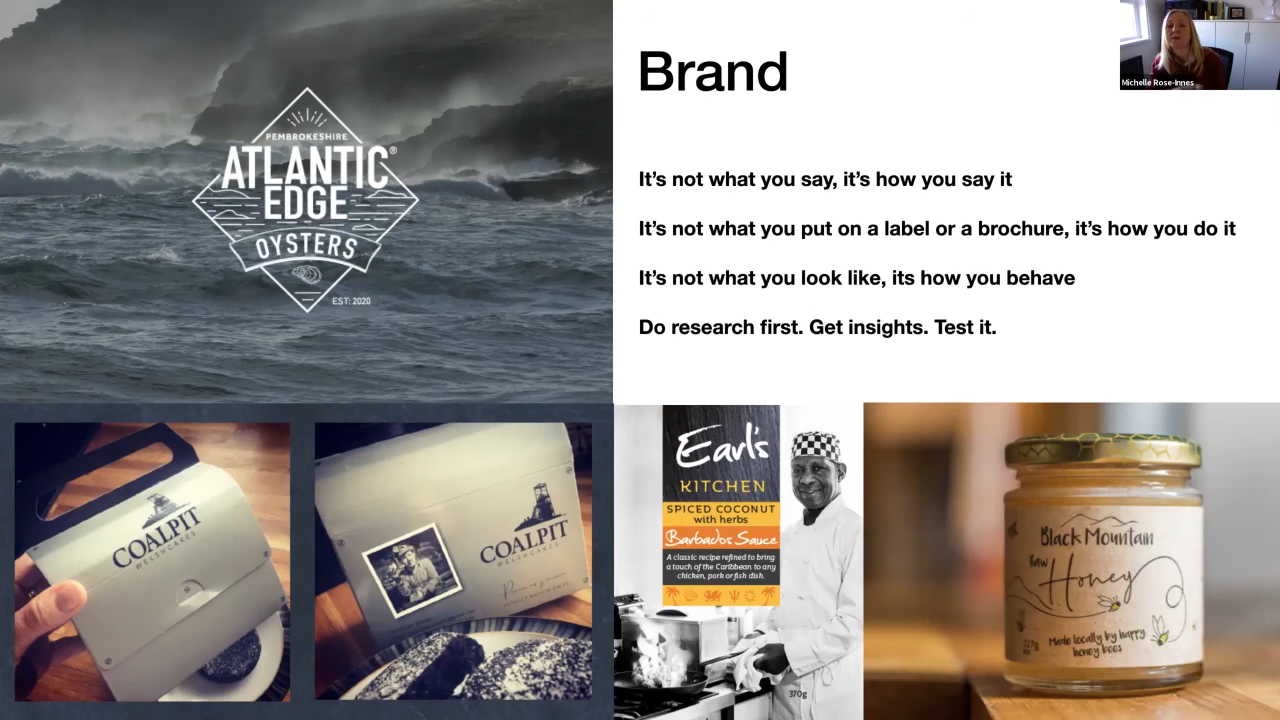 PEMBROKESHIRE
ATLANTIC®
EDGE
OYSTERS
EST: 2020
Brand
Michelle Rose-Innes
It’s not what you say, it’s how you say it
It’s not what you put on a label or a brochure, it’s how you do it
It’s not what you look like, its how you behave
Do research first. Get insights. Test it.
COALPIT
WELSHCAKES
COALPIT
WELSHCAKES
Earl's
KITCHEN
SPICED COCONUT
with herbs
Barbados Sauce
A classic recipe refined to bring
a touch of the Caribbean to any
chicken, pork or fish dish.
370g
Black Mountain
Raw
Honey
227g
Made locally by happy
honey bees